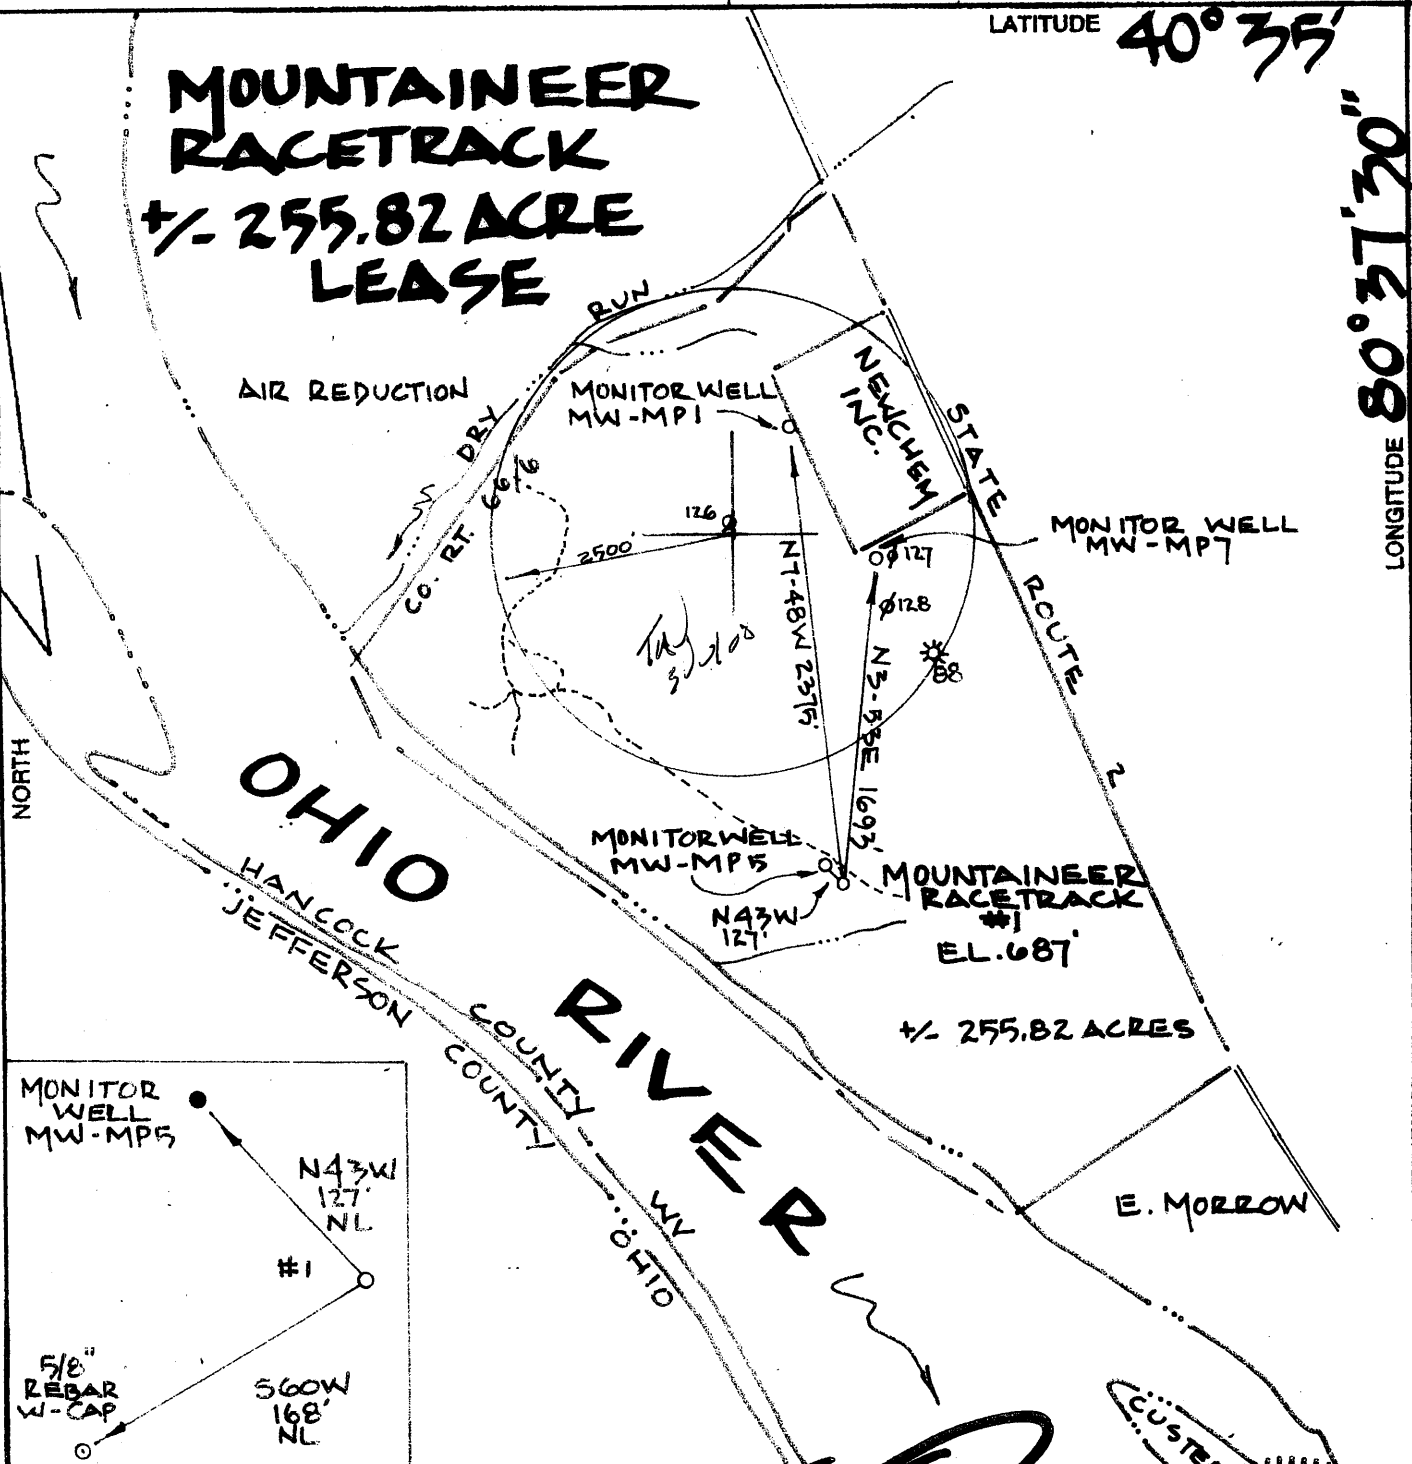 LATITUDE 40° 35'
LONGITUDE 80° 37' 30"
MOUNTAINEER
RACETRACK
+/- 255.82 ACRE
LEASE
DRY RUN
AIR REDUCTION
MONITOR WELL
MW-MP1
NEWCHEM
INC.
STATE ROUTE 2
CO. RT.
66/6
126
2500'
MONITOR WELL
MW-MP7
127
128
88
N7-48W 2375'
N3-53E 1693'
NORTH
OHIO RIVER
MONITOR WELL
MW-MP5
N43W
127'
MOUNTAINEER
RACETRACK
#1
EL. 687'
+/- 255.82 ACRES
HANCOCK COUNTY WV
JEFFERSON COUNTY OHIO
E. MORROW
MONITOR
WELL
MW-MP5
N43W
127'
NL
#1
5/8"
REBAR
W-CAP
S60W
168'
NL